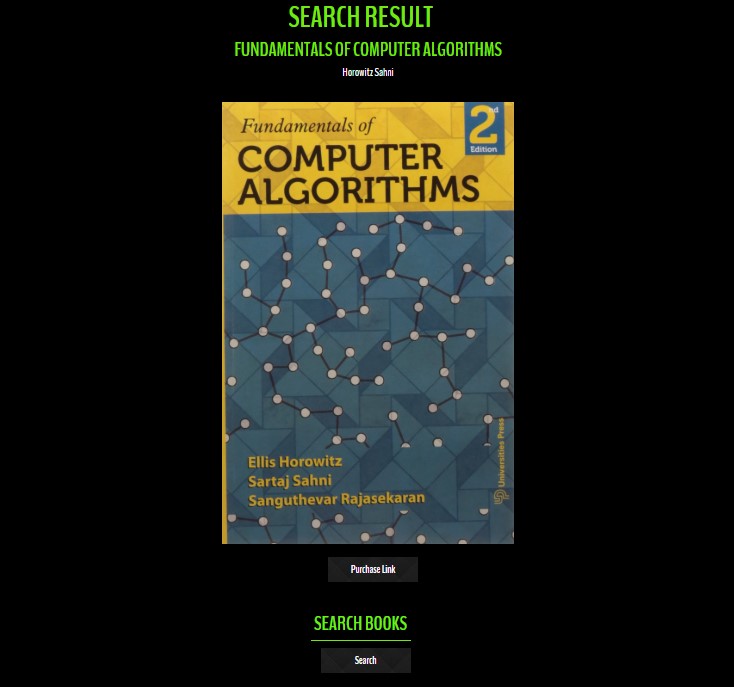 SEARCH RESULT
FUNDAMENTALS OF COMPUTER ALGORITHMS
Horowitz Sahni
Fundamentals of
COMPUTER
ALGORITHMS
2nd
Edition
Ellis Horowitz
Sartaj Sahni
Sanguthevar Rajasekaran
Universities Press
Purchase Link
SEARCH BOOKS
Search